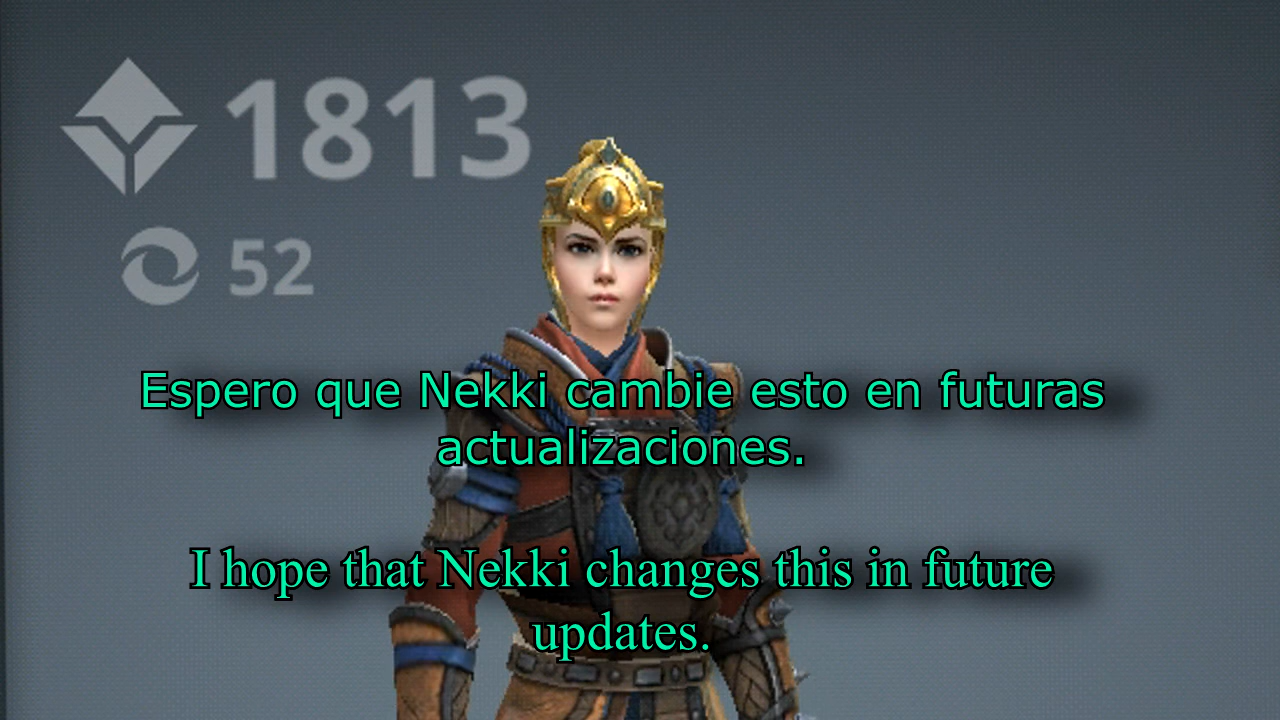 1813
52
Espero que Nekki cambie esto en futuras
actualizaciones.
I hope that Nekki changes this in future
updates.